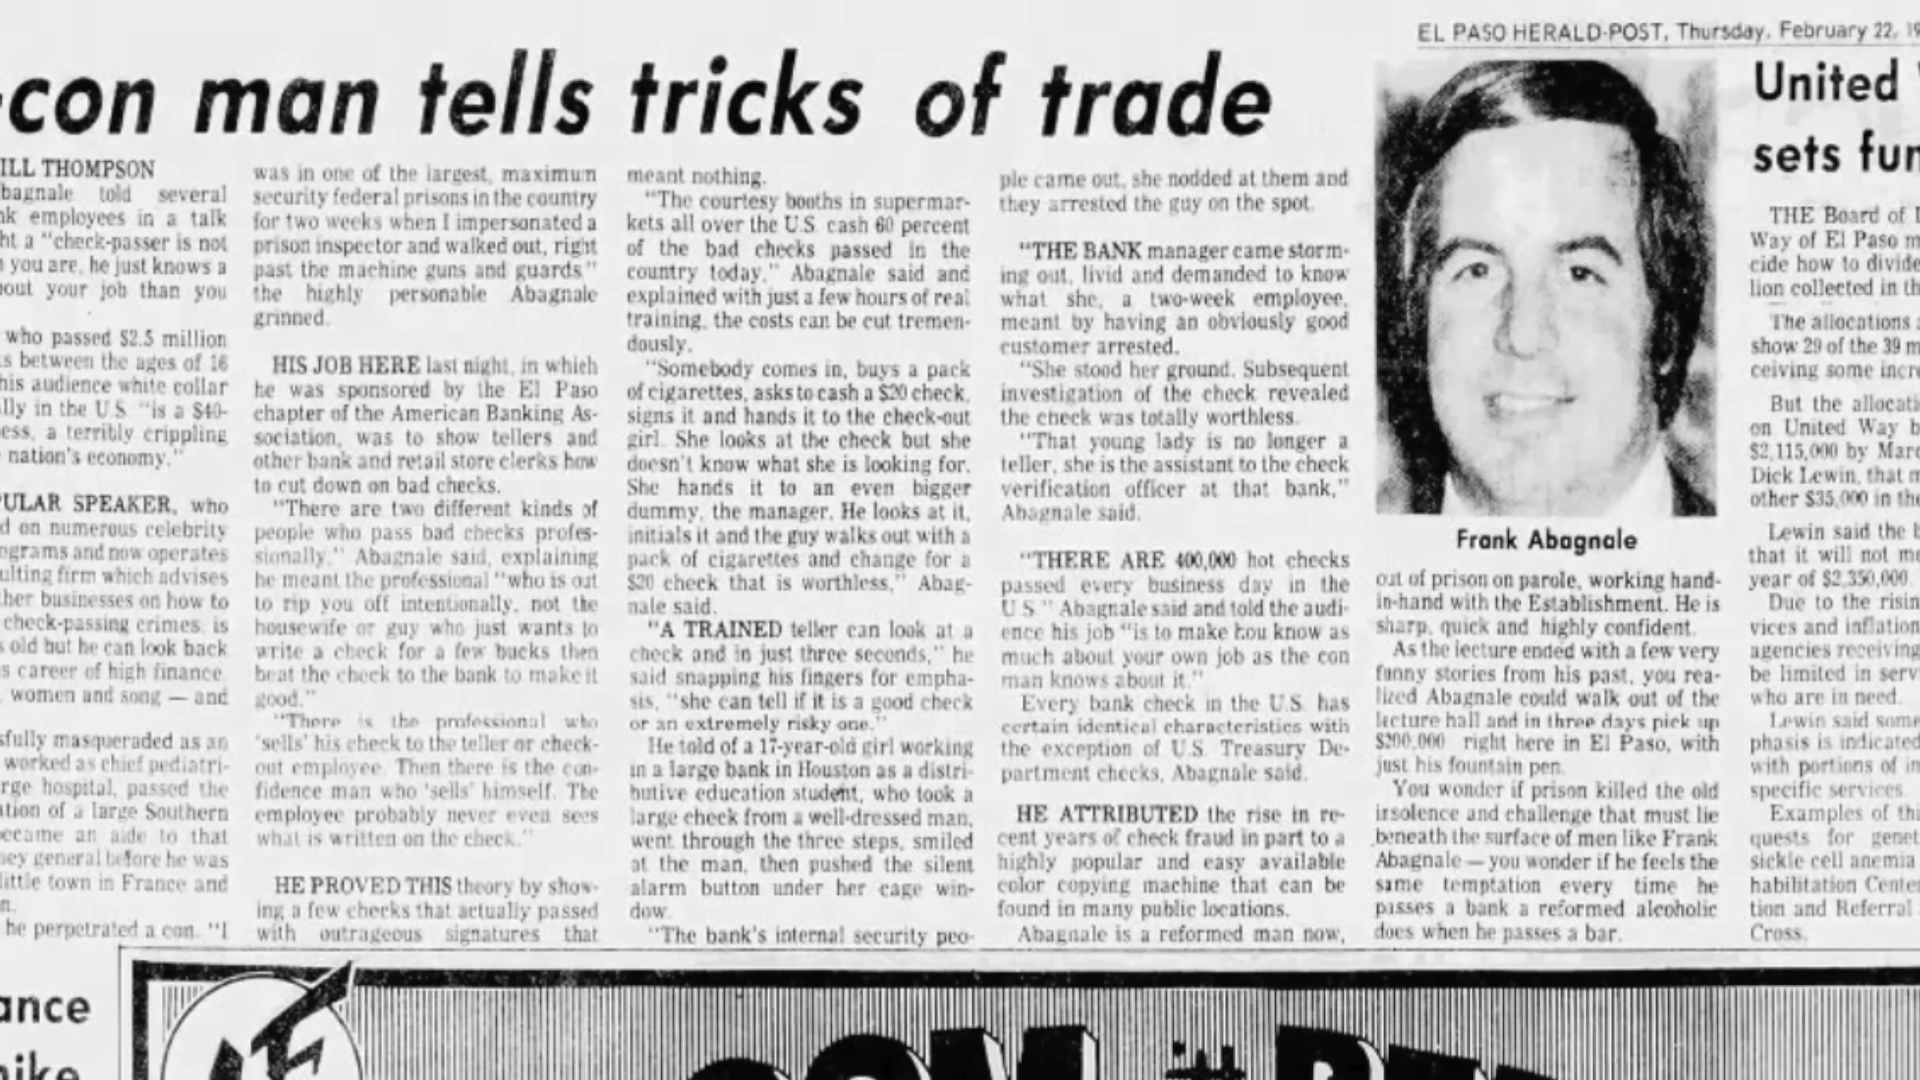 EL PASO HERALD-POST, Thursday, February 22, 19
-con man tells tricks of trade
ILL THOMPSON
bagnale told several
nk employees in a talk
ht a "check-passer is not
you are, he just knows a
bout your job than you
who passed $2.5 million
s between the ages of 16
his audience white collar
lly in the U.S. "is a $40-
ess, a terribly crippling
nation's economy."
PULAR SPEAKER, who
d on numerous celebrity
ograms and now operates
ulting firm which advises
her businesses on how to
check-passing crimes, is
s old but he can look back
s career of high finance,
women and song — and
sfully masqueraded as an
worked as chief pediatri-
rge hospital, passed the
ation of a large Southern
ecame an aide to that
ney general before he was
little town in France and
n.
he perpetrated a con. "I
was in one of the largest, maximum
security federal prisons in the country
for two weeks when I impersonated a
prison inspector and walked out, right
past the machine guns and guards"
the highly personable Abagnale
grinned.
HIS JOB HERE last night, in which
he was sponsored by the El Paso
chapter of the American Banking As-
sociation, was to show tellers and
other bank and retail store clerks how
to cut down on bad checks.
"There are two different kinds of
people who pass bad checks profes-
sionally," Abagnale said, explaining
he meant the professional "who is out
to rip you off intentionally, not the
housewife or guy who just wants to
write a check for a few bucks then
beat the check to the bank to make it
good."
"There is the professional who
'sells' his check to the teller or check-
out employee. Then there is the con-
fidence man who 'sells' himself. The
employee probably never even sees
what is written on the check."
HE PROVED THIS theory by show-
ing a few checks that actually passed
with outrageous signatures that
meant nothing.
"The courtesy booths in supermar-
kets all over the U.S. cash 60 percent
of the bad checks passed in the
country today," Abagnale said and
explained with just a few hours of real
training, the costs can be cut tremen-
dously.
"Somebody comes in, buys a pack
of cigarettes, asks to cash a $20 check,
signs it and hands it to the check-out
girl. She looks at the check but she
doesn't know what she is looking for.
She hands it to an even bigger
dummy, the manager. He looks at it,
initials it and the guy walks out with a
pack of cigarettes and change for a
$20 check that is worthless," Abag-
nale said.
"A TRAINED teller can look at a
check and in just three seconds," he
said snapping his fingers for empha-
sis, "she can tell if it is a good check
or an extremely risky one."
He told of a 17-year-old girl working
in a large bank in Houston as a distri-
butive education student, who took a
large check from a well-dressed man,
went through the three steps, smiled
at the man, then pushed the silent
alarm button under her cage win-
dow.
"The bank's internal security peo-
ple came out, she nodded at them and
they arrested the guy on the spot.
"THE BANK manager came storm-
ing out, livid and demanded to know
what she, a two-week employee,
meant by having an obviously good
customer arrested.
"She stood her ground. Subsequent
investigation of the check revealed
the check was totally worthless.
"That young lady is no longer a
teller, she is the assistant to the check
verification officer at that bank,"
Abagnale said.
"THERE ARE 400,000 hot checks
passed every business day in the
U.S." Abagnale said and told the audi-
ence his job "is to make hou know as
much about your own job as the con
man knows about it."
Every bank check in the U.S. has
certain identical characteristics with
the exception of U.S. Treasury De-
partment checks, Abagnale said.
HE ATTRIBUTED the rise in re-
cent years of check fraud in part to a
highly popular and easy available
color copying machine that can be
found in many public locations.
Abagnale is a reformed man now,
Frank Abagnale
out of prison on parole, working hand-
in-hand with the Establishment. He is
sharp, quick and highly confident.
As the lecture ended with a few very
funny stories from his past, you rea-
lized Abagnale could walk out of the
lecture hall and in three days pick up
$200,000 right here in El Paso, with
just his fountain pen.
You wonder if prison killed the old
insolence and challenge that must lie
beneath the surface of men like Frank
Abagnale — you wonder if he feels the
same temptation every time he
passes a bank a reformed alcoholic
does when he passes a bar.
United
sets fun
THE Board of
Way of El Paso m
cide how to divide
lion collected in th
The allocations
show 29 of the 39 m
ceiving some incre
But the allocati
on United Way b
$2,115,000 by Marc
Dick Lewin, that m
other $35,000 in the
Lewin said the b
that it will not me
year of $2,350,000.
Due to the risin
vices and inflation
agencies receiving
be limited in serv
who are in need.
Lewin said some
phasis is indicated
with portions of in
specific services.
Examples of thi
quests for genet
sickle cell anemia
habilitation Center
tion and Referral
Cross.
ance
nike